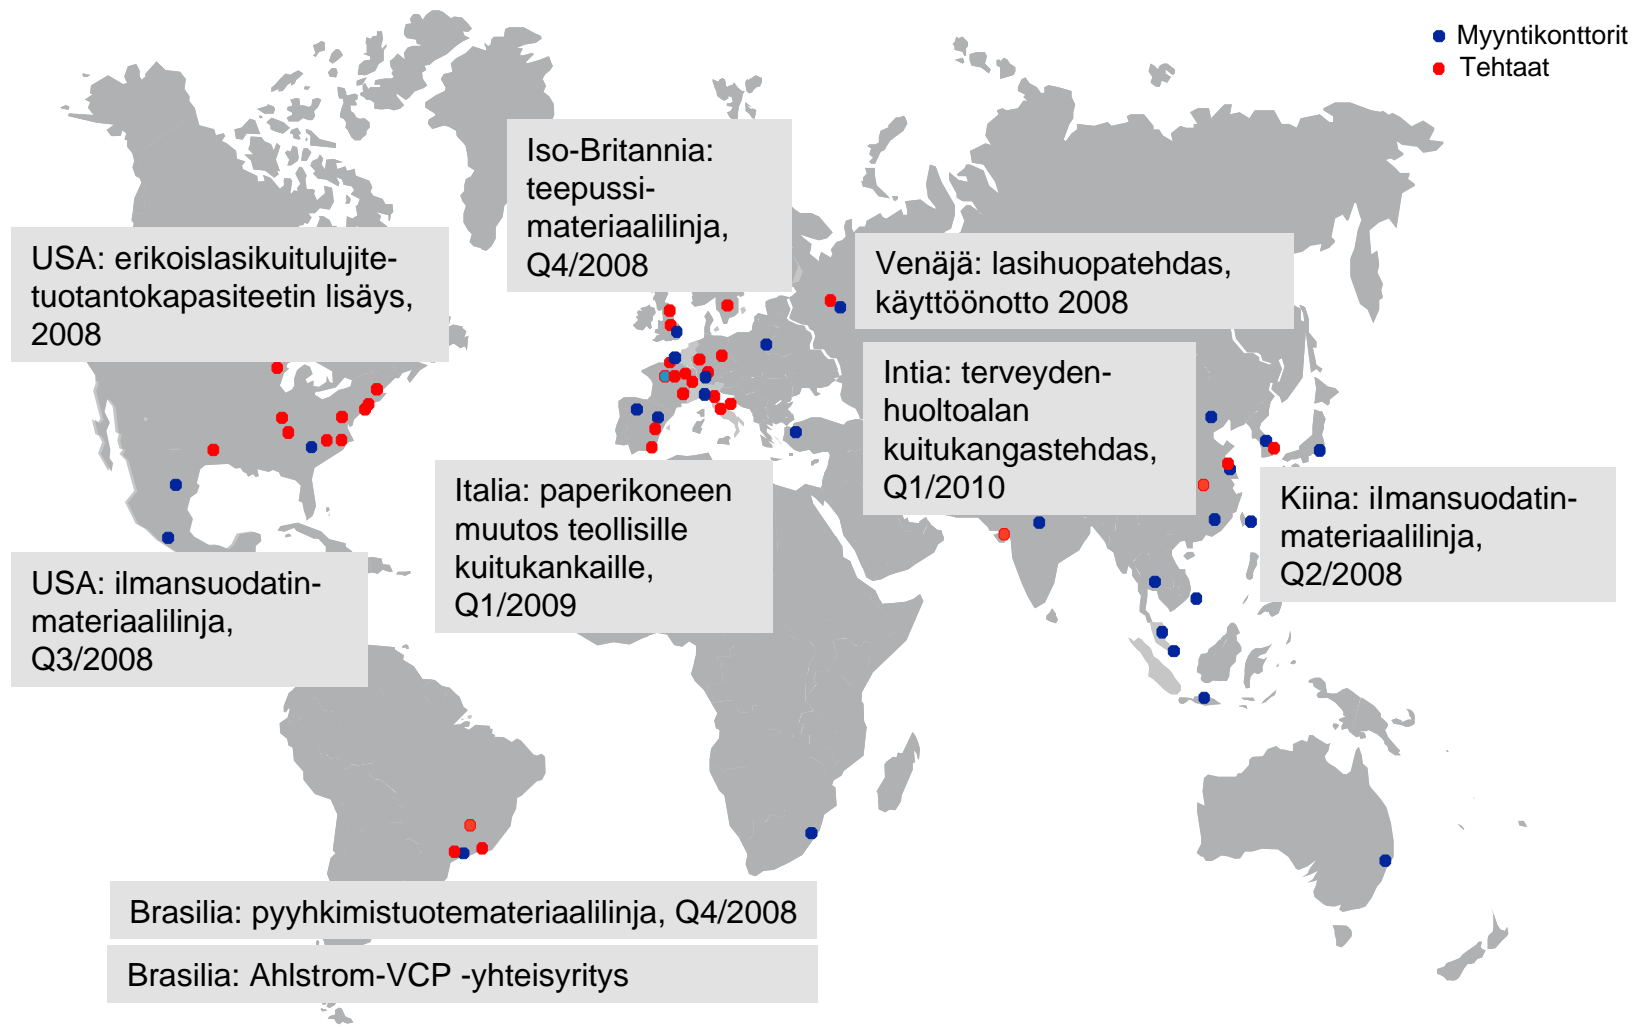 Myyntikonttorit
Tehtaat
Iso-Britannia:
teepussi-
materiaalilinja,
Q4/2008
USA: erikoislasikuitulujite-
tuotantokapasiteetin lisäys,
2008
Venäjä: lasihuopatehdas,
käyttöönotto 2008
Intia: terveyden-
huoltoalan
kuitukangastehdas,
Q1/2010
Italia: paperikoneen
muutos teollisille
kuitukankaille,
Q1/2009
Kiina: ilmansuodatin-
materiaalilinja,
Q2/2008
USA: ilmansuodatin-
materiaalilinja,
Q3/2008
Brasilia: pyyhkimistuotemateriaalilinja, Q4/2008
Brasilia: Ahlstrom-VCP -yhteisyritys